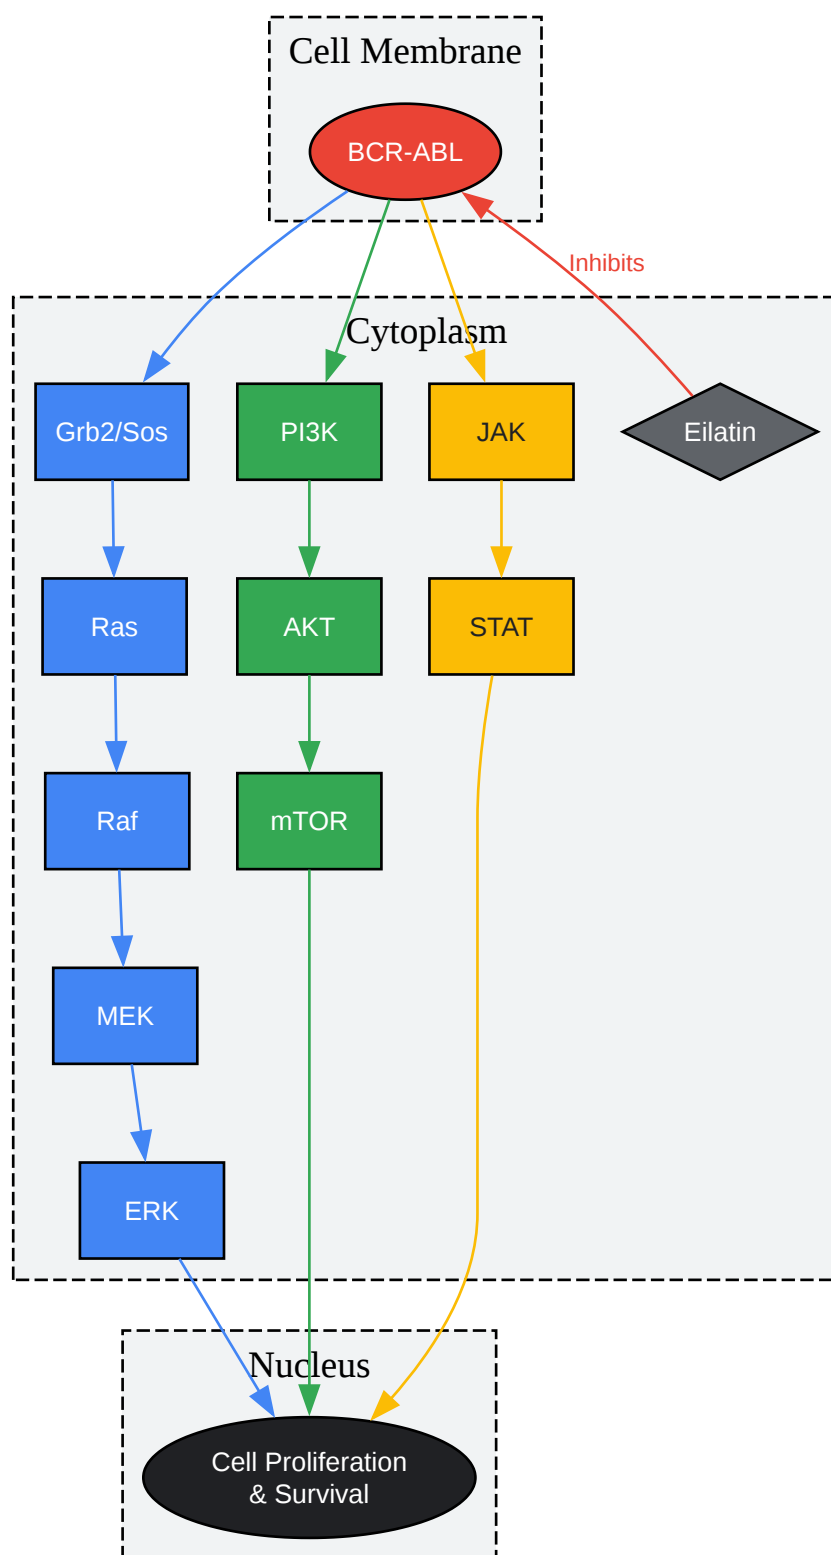 Cell Membrane
BCR-ABL
Inhibits
Cytoplasm
Grb2/Sos
PI3K
JAK
Eilatin
Ras
AKT
STAT
Raf
mTOR
MEK
ERK
Nucleus
Cell Proliferation
& Survival